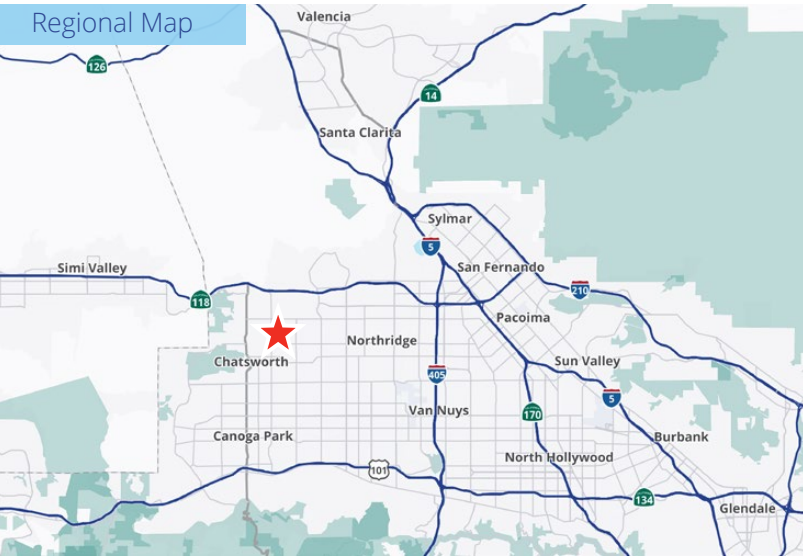 Regional Map
Valencia
126
14
Santa Clarita
Sylmar
5
San Fernando
Simi Valley
210
118
Pacoima
Northridge
Chatsworth
Sun Valley
405
5
Van Nuys
170
Canoga Park
Burbank
North Hollywood
101
134
Glendale